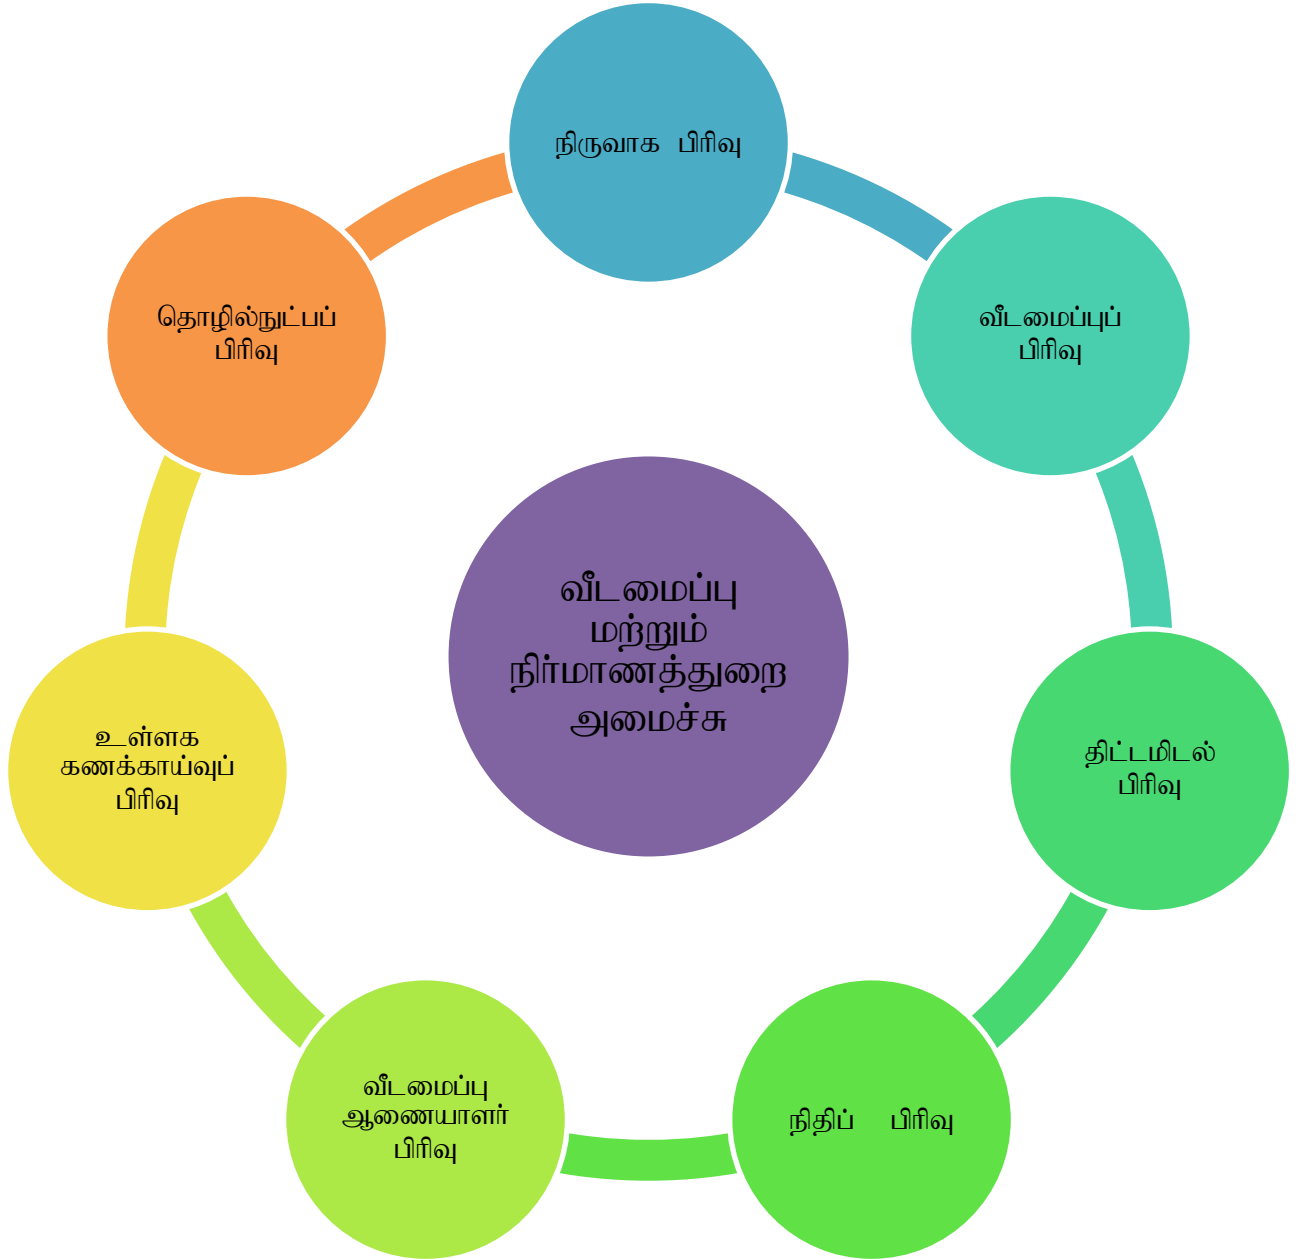 நிருவாக பிரிவு
தொழில்நுட்பப்
பிரிவு
வீடமைப்புப்
பிரிவு
வீடமைப்பு
மற்றும்
நிர்மாணத்துறை
அமைச்சு
உள்ளக
கணக்காய்வுப்
பிரிவு
திட்டமிடல்
பிரிவு
வீடமைப்பு
ஆணையாளர்
பிரிவு
நிதிப் பிரிவு